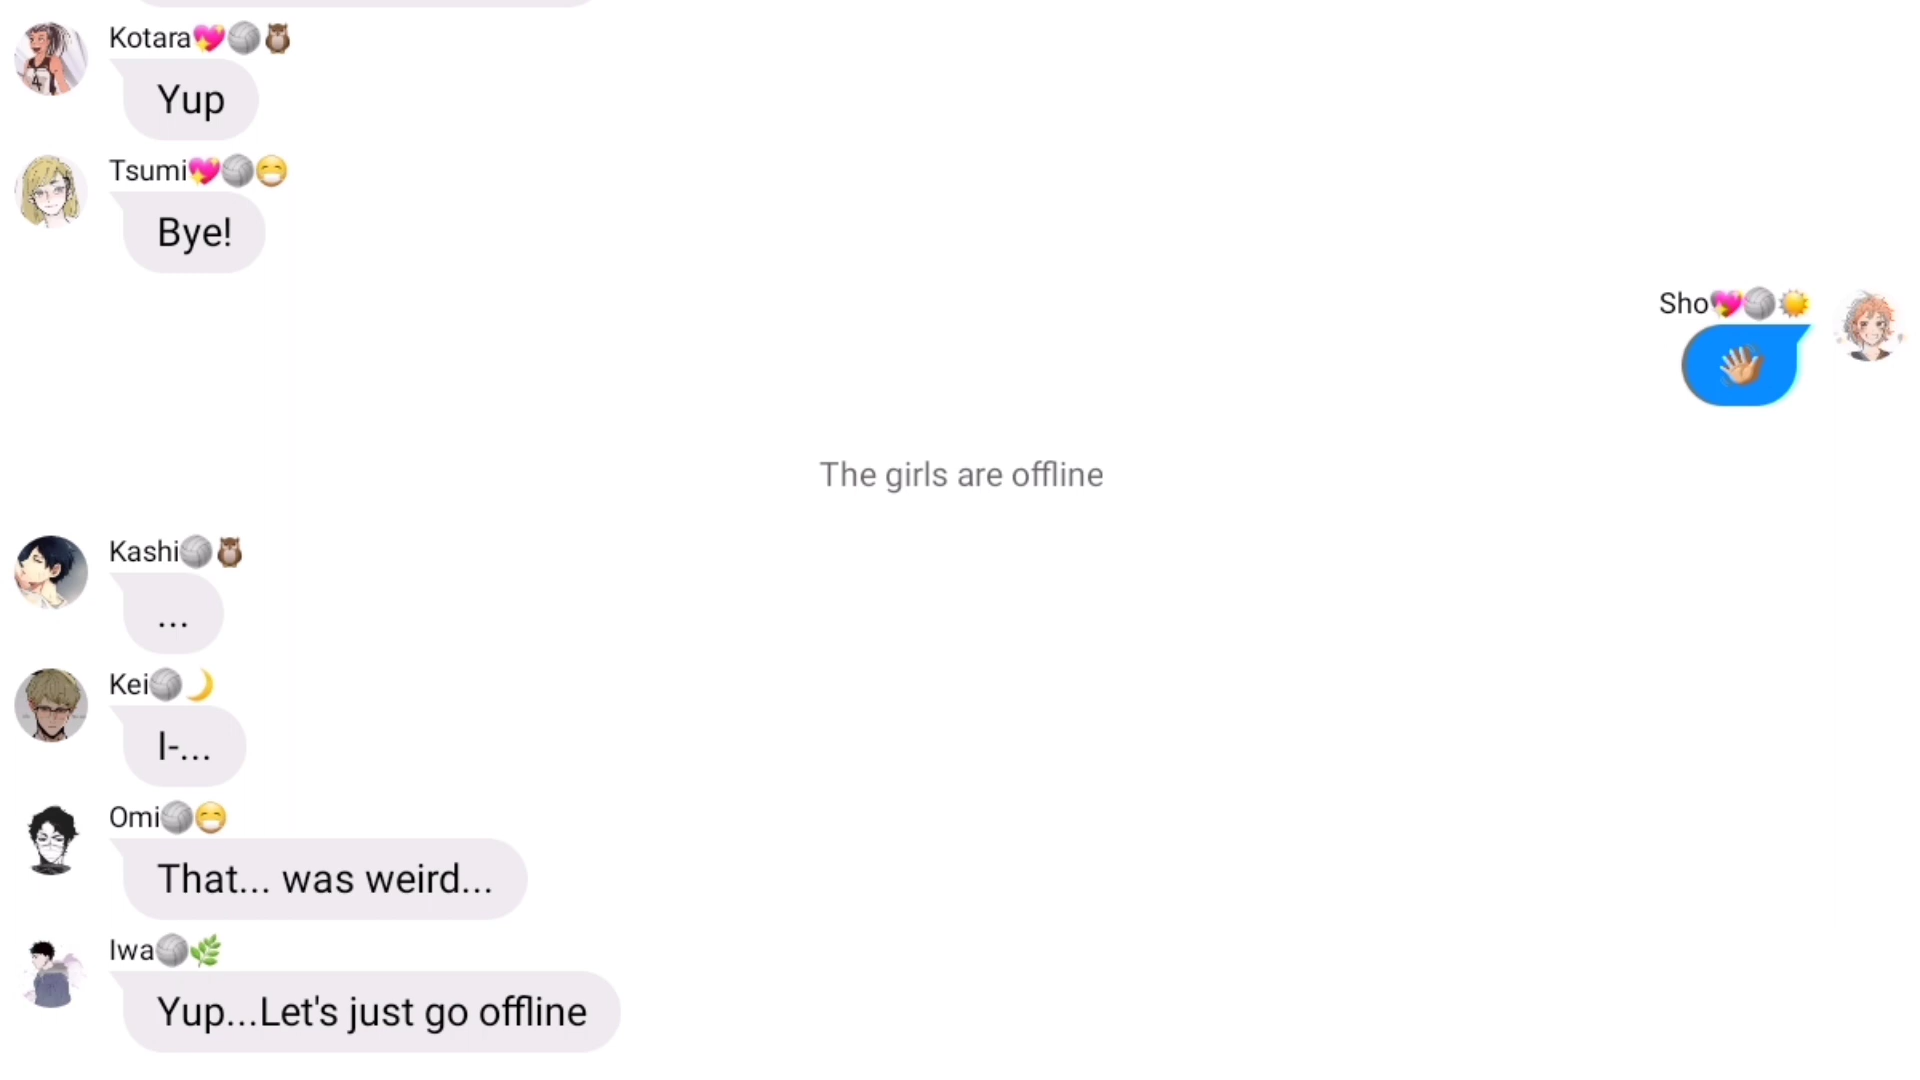 Kotara💖🏐🦉
Yup
Tsumi💖🏐😷
Bye!
Sho💖🏐☀️
👋🏼
The girls are offline
Kashi🏐🦉
...
Kei🏐🌙
I-...
Omi🏐😷
That... was weird...
Iwa🏐🌿
Yup...Let's just go offline